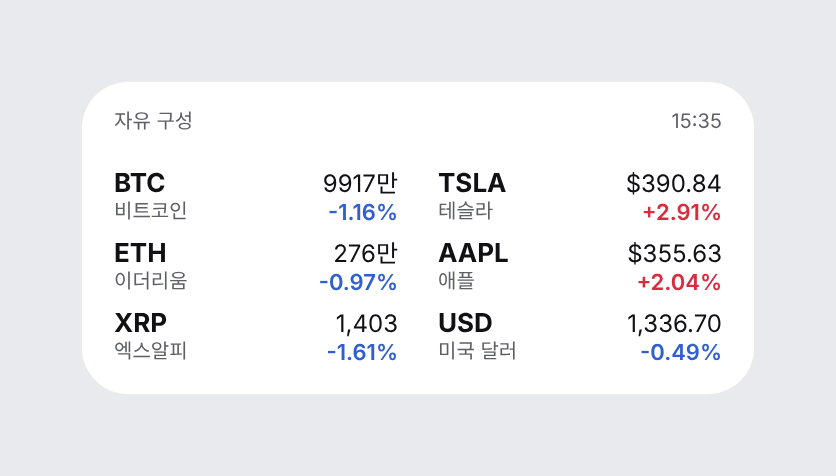 자유 구성 15:35
BTC 9917만 TSLA $390.84
비트코인 -1.16% 테슬라 +2.91%
ETH 276만 AAPL $355.63
이더리움 -0.97% 애플 +2.04%
XRP 1,403 USD 1,336.70
엑스알피 -1.61% 미국 달러 -0.49%